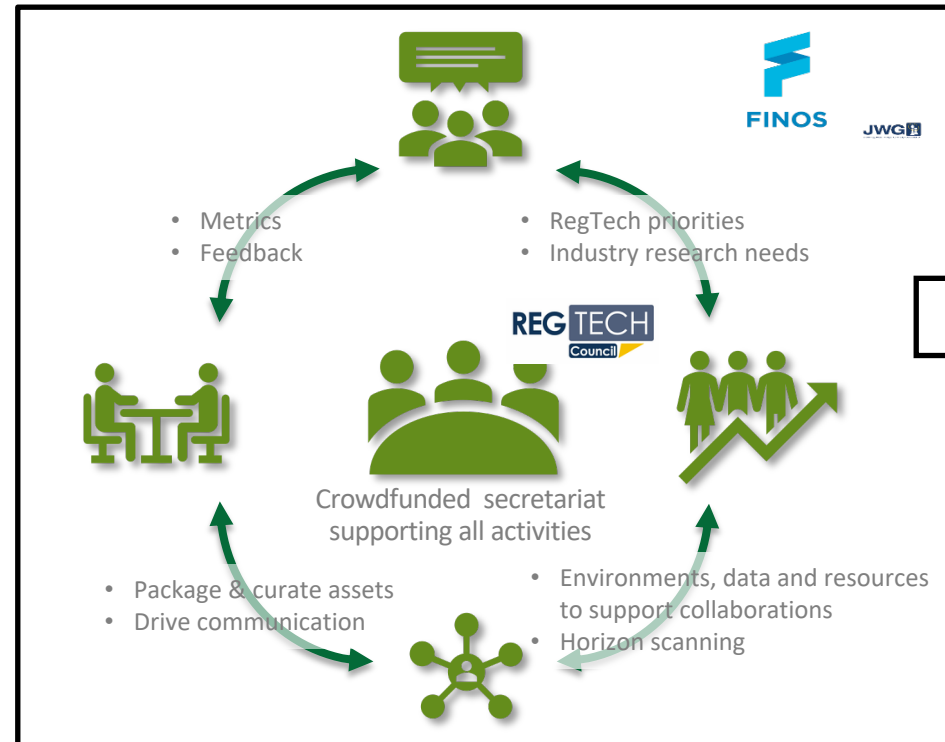 FINOS
JWG
• Metrics
• Feedback
• RegTech priorities
• Industry research needs
REG TECH
Council
Crowdfunded secretariat
supporting all activities
• Package & curate assets
• Drive communication
• Environments, data and resources
to support collaborations
• Horizon scanning